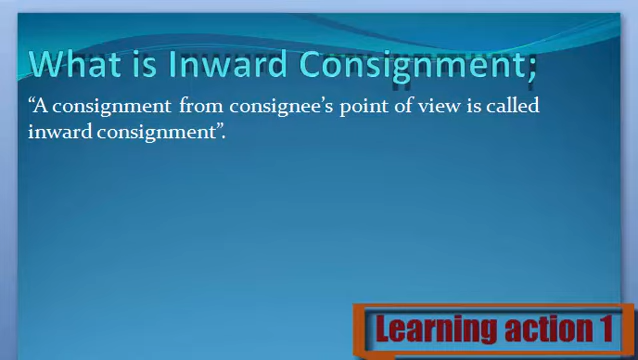 What is Inward Consignment;
“A consignment from consignee’s point of view is called
inward consignment”.
Learning action 1